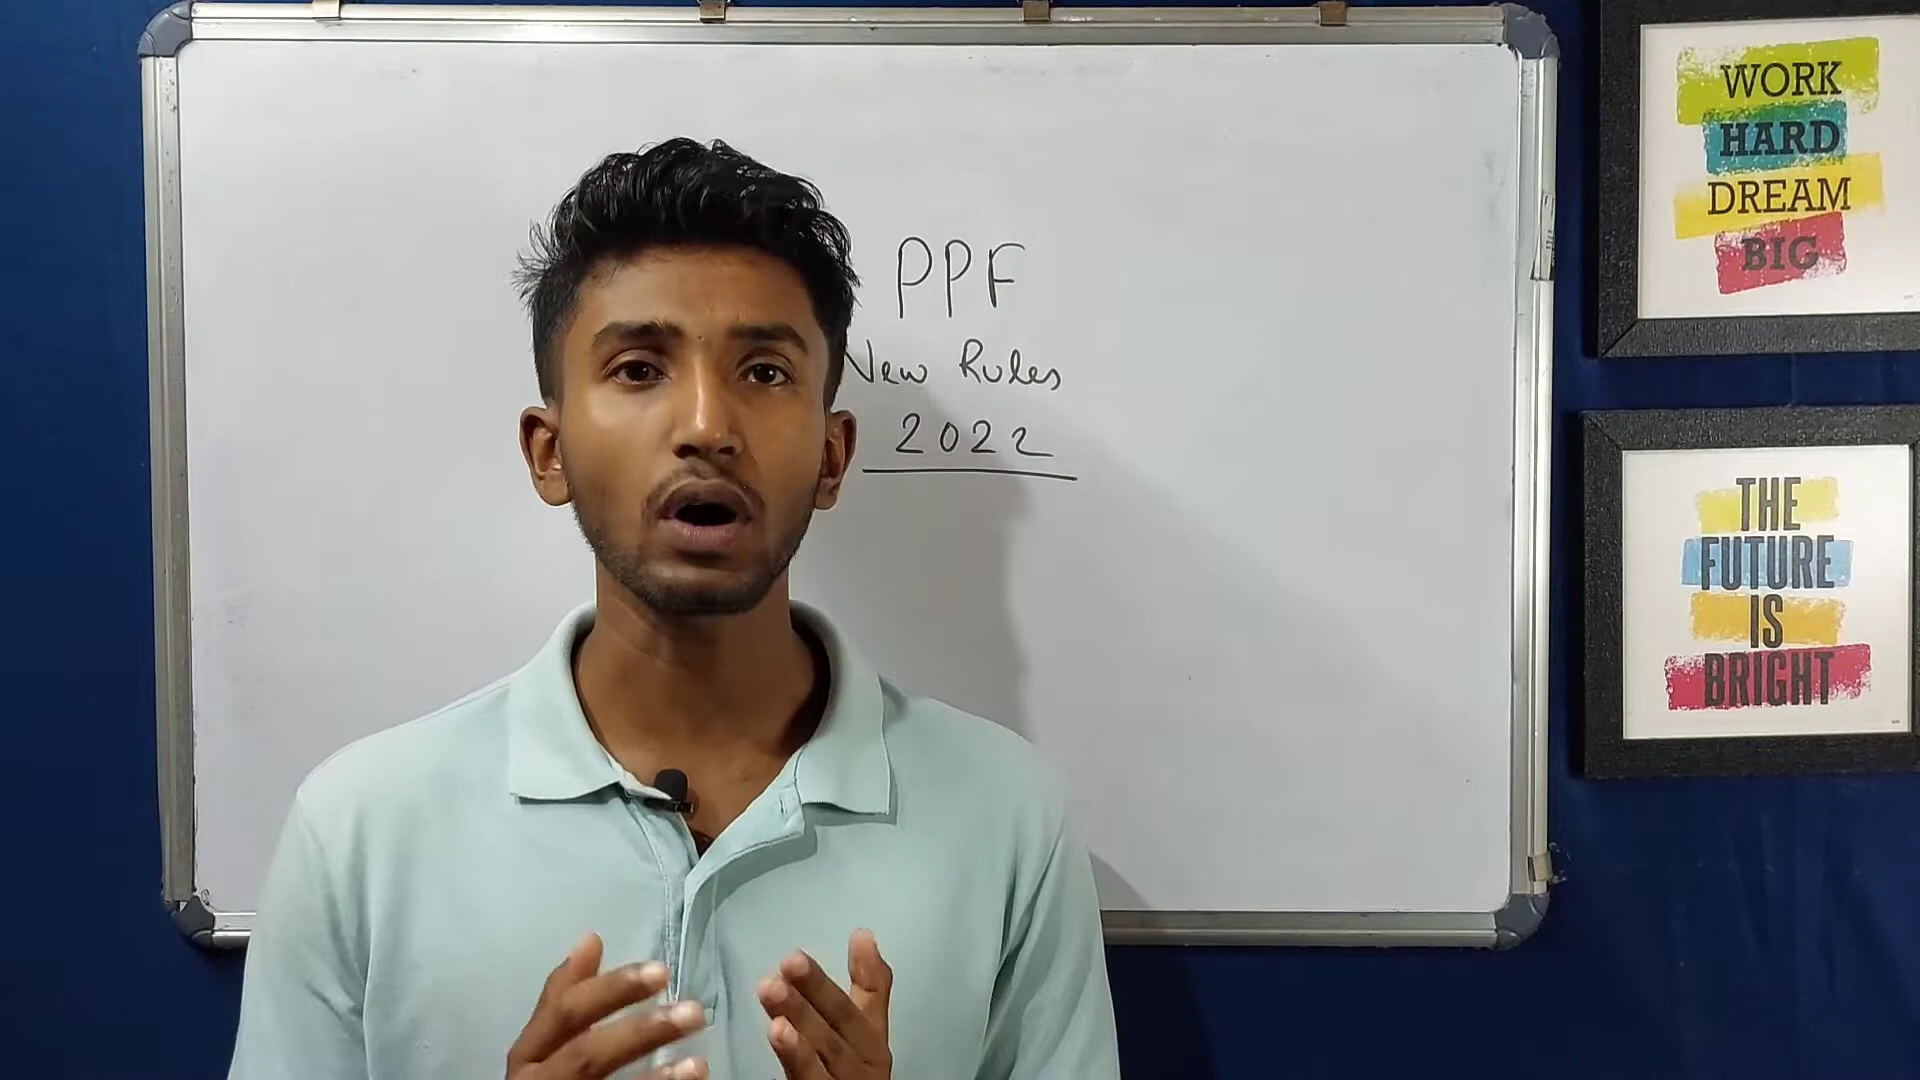 PPF
New Rules
2022
WORK
HARD
DREAM
BIG
THE
FUTURE
IS
BRIGHT